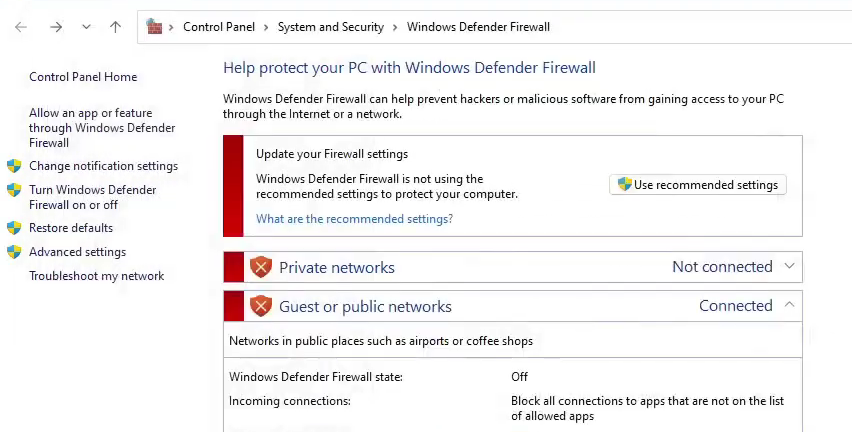 Control Panel > System and Security > Windows Defender Firewall
Control Panel Home
Allow an app or feature
through Windows Defender
Firewall
Change notification settings
Turn Windows Defender
Firewall on or off
Restore defaults
Advanced settings
Troubleshoot my network
Help protect your PC with Windows Defender Firewall
Windows Defender Firewall can help prevent hackers or malicious software from gaining access to your PC
through the Internet or a network.
Update your Firewall settings
Windows Defender Firewall is not using the
recommended settings to protect your computer.
Use recommended settings
What are the recommended settings?
Private networks Not connected
Guest or public networks Connected
Networks in public places such as airports or coffee shops
Windows Defender Firewall state: Off
Incoming connections: Block all connections to apps that are not on the list
of allowed apps